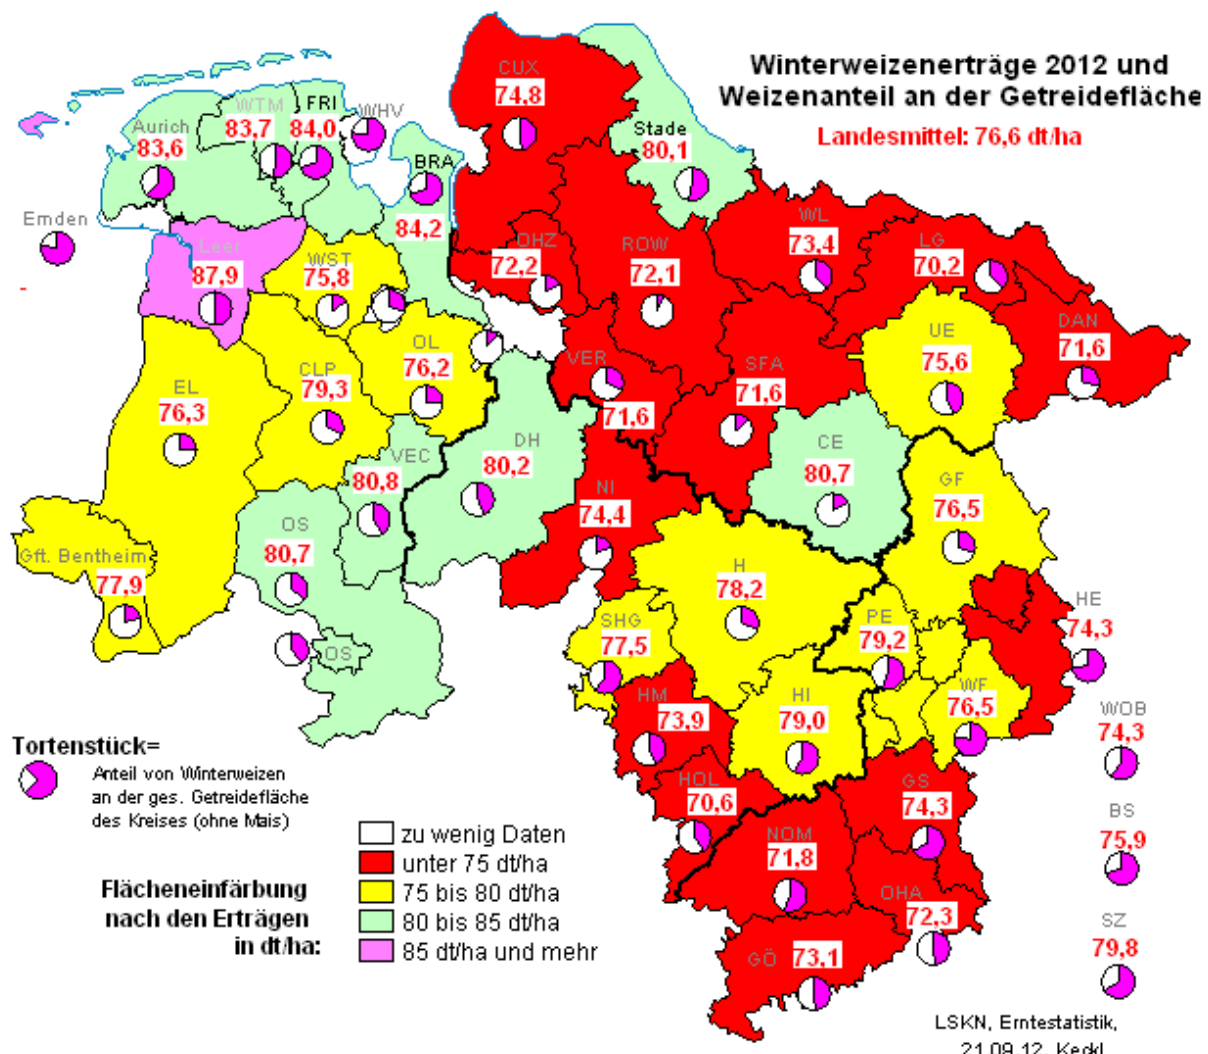 Winterweizenerträge 2012 und
Weizenanteil an der Getreidefläche
Landesmittel: 76,6 dt/ha
CUX
74,8
WTM
83,7
FRI
84,0
WHV
Aurich
83,6
Stade
80,1
BRA
84,2
Emden
-
Leer
87,9
WST
75,8
OHZ
72,2
ROW
72,1
WL
73,4
LG
70,2
DAN
71,6
UE
75,6
OL
76,2
CLP
79,3
EL
76,3
VER
71,6
SFA
71,6
VEC
80,8
DH
80,2
CE
80,7
NI
74,4
GF
76,5
OS
80,7
OS
Gft. Bentheim
77,9
H
78,2
SHG
77,5
PE
79,2
HE
74,3
HM
73,9
HI
79,0
WF
76,5
WOB
74,3
HOL
70,6
GS
74,3
BS
75,9
NOM
71,8
OHA
72,3
SZ
79,8
GÖ
73,1
Tortenstück=
Anteil von Winterweizen
an der ges. Getreidefläche
des Kreises (ohne Mais)
Flächeneinfärbung
nach den Erträgen
in dt/ha:
zu wenig Daten
unter 75 dt/ha
75 bis 80 dt/ha
80 bis 85 dt/ha
85 dt/ha und mehr
LSKN, Erntestatistik,
21.09.12, Keckl